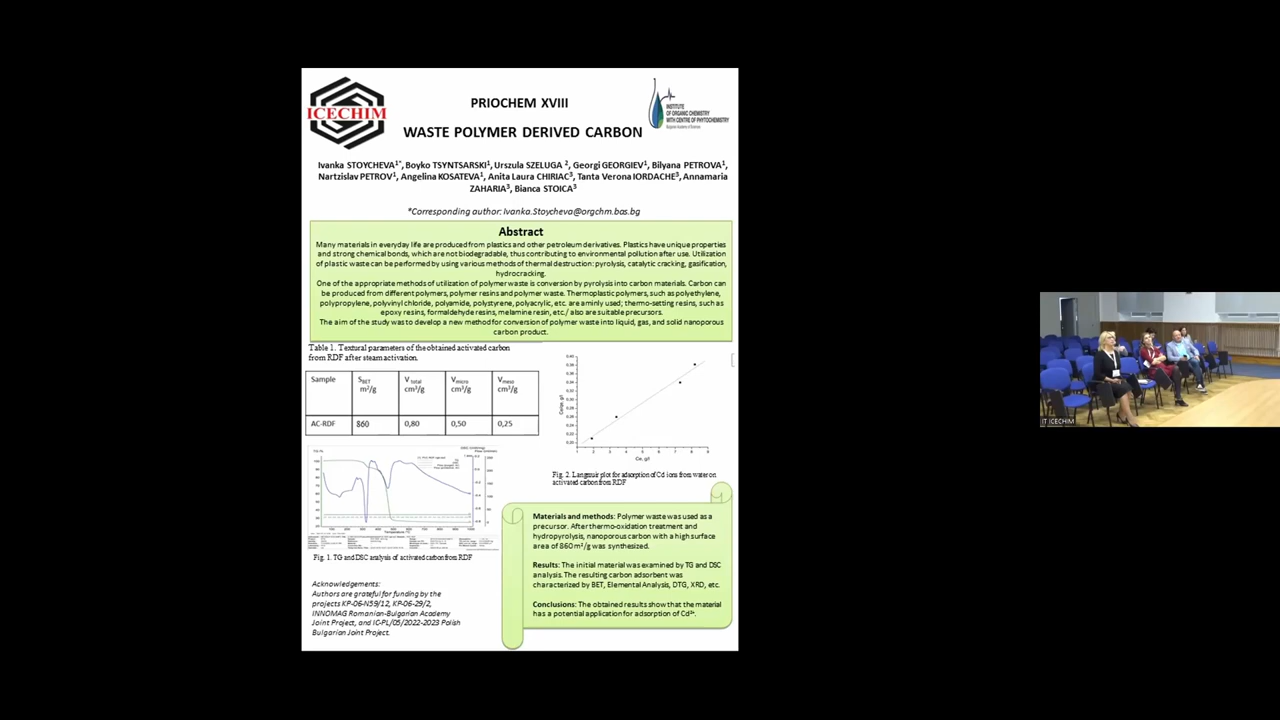 ICECHIM
PRIOCHEM XVIII
WASTE POLYMER DERIVED CARBON
INSTITUTE
OF ORGANIC CHEMISTRY
WITH CENTRE OF PHYTOCHEMISTRY
Bulgarian Academy of Sciences
Ivanka STOYCHEVA1*, Boyko TSYNTSARSKI1, Urszula SZELUGA 2, Georgi GEORGIEV1, Bilyana PETROVA1,
Nartzislav PETROV1, Angelina KOSATEVA1, Anita Laura CHIRIAC3, Tanta Verona IORDACHE3, Annamaria
ZAHARIA3, Bianca STOICA3
*Corresponding author: Ivanka.Stoycheva@orgchm.bas.bg
Abstract
Many materials in everyday life are produced from plastics and other petroleum derivatives. Plastics have unique properties
and strong chemical bonds, which are not biodegradable, thus contributing to environmental pollution after use. Utilization
of plastic waste can be performed by using various methods of thermal destruction: pyrolysis, catalytic cracking, gasification,
hydrocracking.
One of the appropriate methods of utilization of polymer waste is conversion by pyrolysis into carbon materials. Carbon can
be produced from different polymers, polymer resins and polymer waste. Thermoplastic polymers, such as polyethylene,
polypropylene, polyvinyl chloride, polyamide, polystyrene, polyacrylic, etc. are aminly used; thermo-setting resins, such as
epoxy resins, formaldehyde resins, melamine resin, etc./ also are suitable precursors.
The aim of the study was to develop a new method for conversion of polymer waste into liquid, gas, and solid nanoporous
carbon product.
Table 1. Textural parameters of the obtained activated carbon
from RDF after steam activation.
Sample SBET m2/g V total cm3/g Vmicro cm3/g Vmeso cm3/g
AC-RDF 860 0,80 0,50 0,25
Ce, g/l
Fig. 2. Langmuir plot for adsorption of Cd ions from water on
activated carbon from RDF
Temperature °C
Fig. 1. TG and DSC analysis of activated carbon from RDF
Materials and methods: Polymer waste was used as a
precursor. After thermo-oxidation treatment and
hydropyrolysis, nanoporous carbon with a high surface
area of 860 m2/g was synthesized.
Results: The initial material was examined by TG and DSC
analysis. The resulting carbon adsorbent was
characterized by BET, Elemental Analysis, DTG, XRD, etc.
Conclusions: The obtained results show that the material
has a potential application for adsorption of Cd2+.
Acknowledgements:
Authors are grateful for funding by the
projects KP-06-N59/12, KP-06-29/2,
INNOMAG Romanian-Bulgarian Academy
Joint Project, and IC-PL/05/2022-2023 Polish
Bulgarian Joint Project.
IT ICECHIM